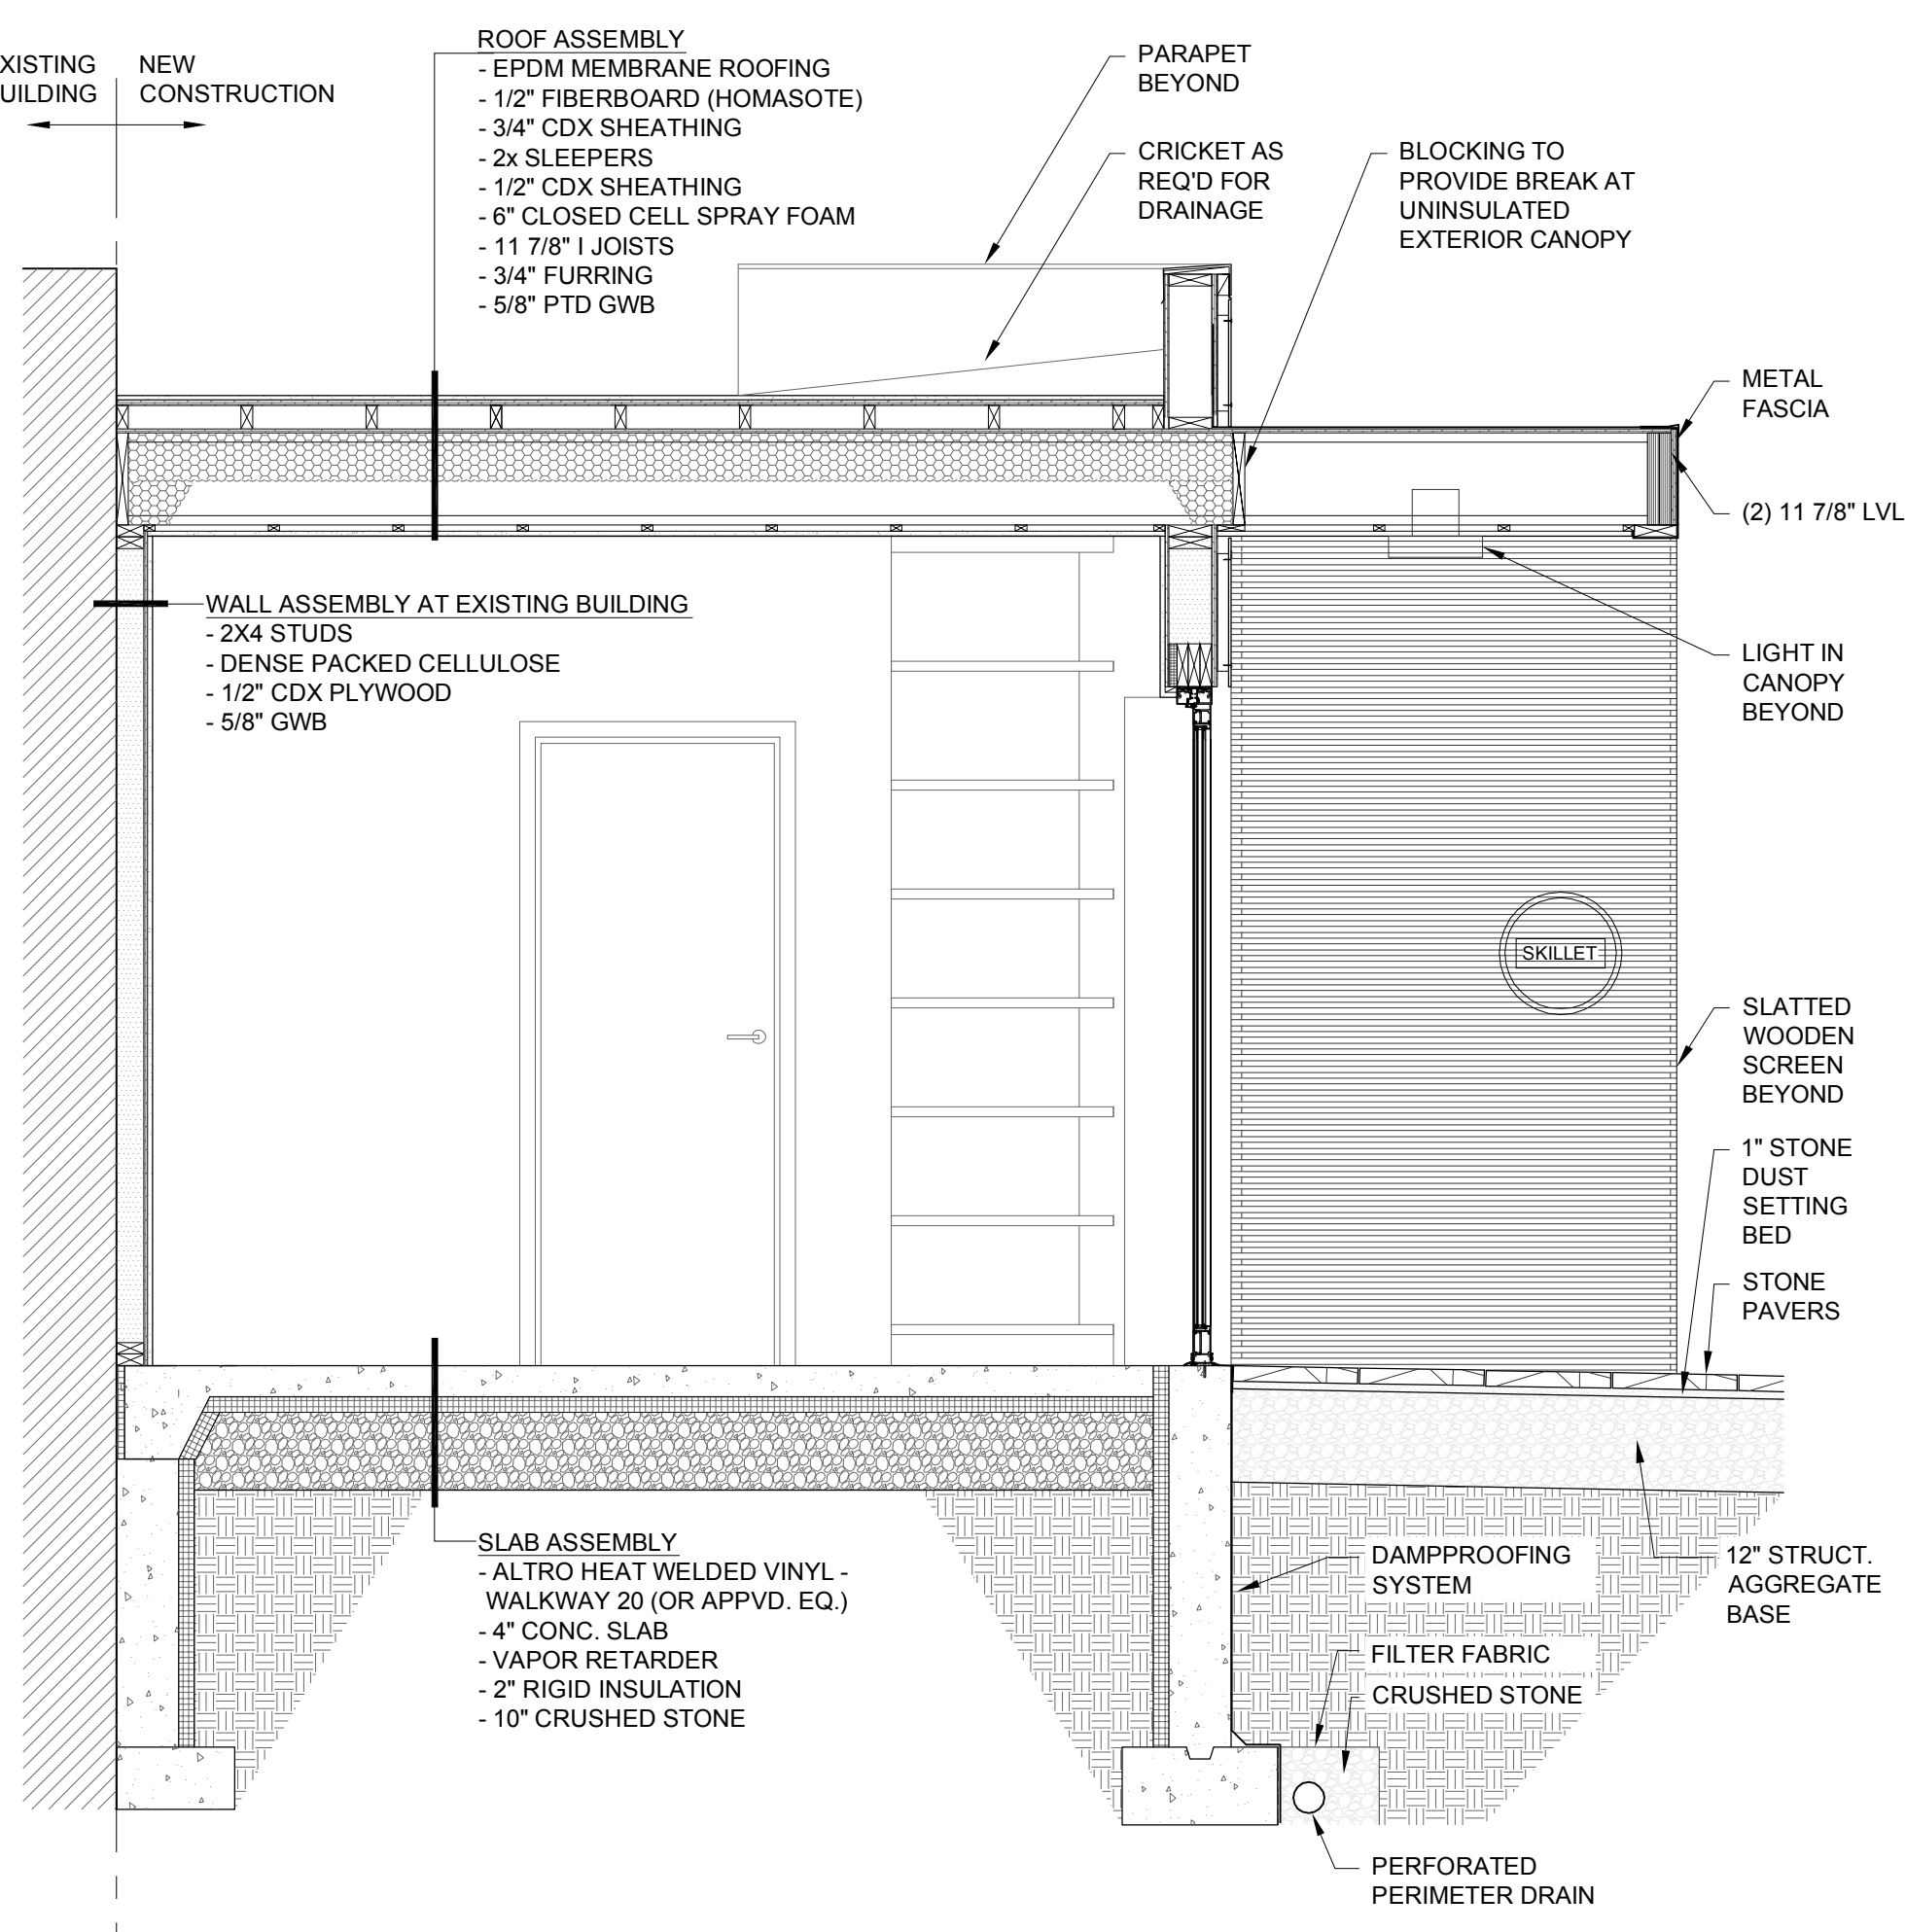 XISTING
UILDING
NEW
CONSTRUCTION
ROOF ASSEMBLY
- EPDM MEMBRANE ROOFING
- 1/2" FIBERBOARD (HOMASOTE)
- 3/4" CDX SHEATHING
- 2x SLEEPERS
- 1/2" CDX SHEATHING
- 6" CLOSED CELL SPRAY FOAM
- 11 7/8" I JOISTS
- 3/4" FURRING
- 5/8" PTD GWB
PARAPET
BEYOND
CRICKET AS
REQ'D FOR
DRAINAGE
BLOCKING TO
PROVIDE BREAK AT
UNINSULATED
EXTERIOR CANOPY
METAL
FASCIA
(2) 11 7/8" LVL
WALL ASSEMBLY AT EXISTING BUILDING
- 2X4 STUDS
- DENSE PACKED CELLULOSE
- 1/2" CDX PLYWOOD
- 5/8" GWB
LIGHT IN
CANOPY
BEYOND
SKILLET
SLATTED
WOODEN
SCREEN
BEYOND
1" STONE
DUST
SETTING
BED
STONE
PAVERS
SLAB ASSEMBLY
- ALTRO HEAT WELDED VINYL -
WALKWAY 20 (OR APPVD. EQ.)
- 4" CONC. SLAB
- VAPOR RETARDER
- 2" RIGID INSULATION
- 10" CRUSHED STONE
DAMPPROOFING
SYSTEM
12" STRUCT.
AGGREGATE
BASE
FILTER FABRIC
CRUSHED STONE
PERFORATED
PERIMETER DRAIN